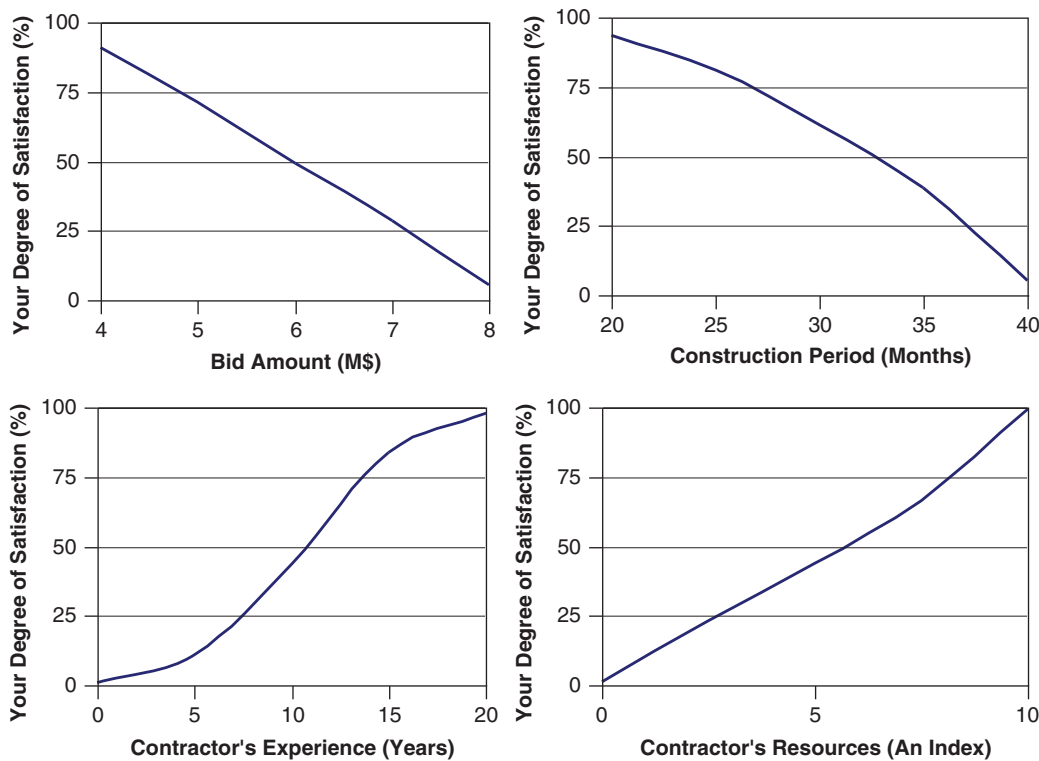 Your Degree of Satisfaction (%)
100
75
50
25
0
4 5 6 7 8
Bid Amount (M$)
Your Degree of Satisfaction (%)
100
75
50
25
0
20 25 30 35 40
Construction Period (Months)
Your Degree of Satisfaction (%)
100
75
50
25
0
0 5 10 15 20
Contractor's Experience (Years)
Your Degree of Satisfaction (%)
100
75
50
25
0
0 5 10
Contractor's Resources (An Index)